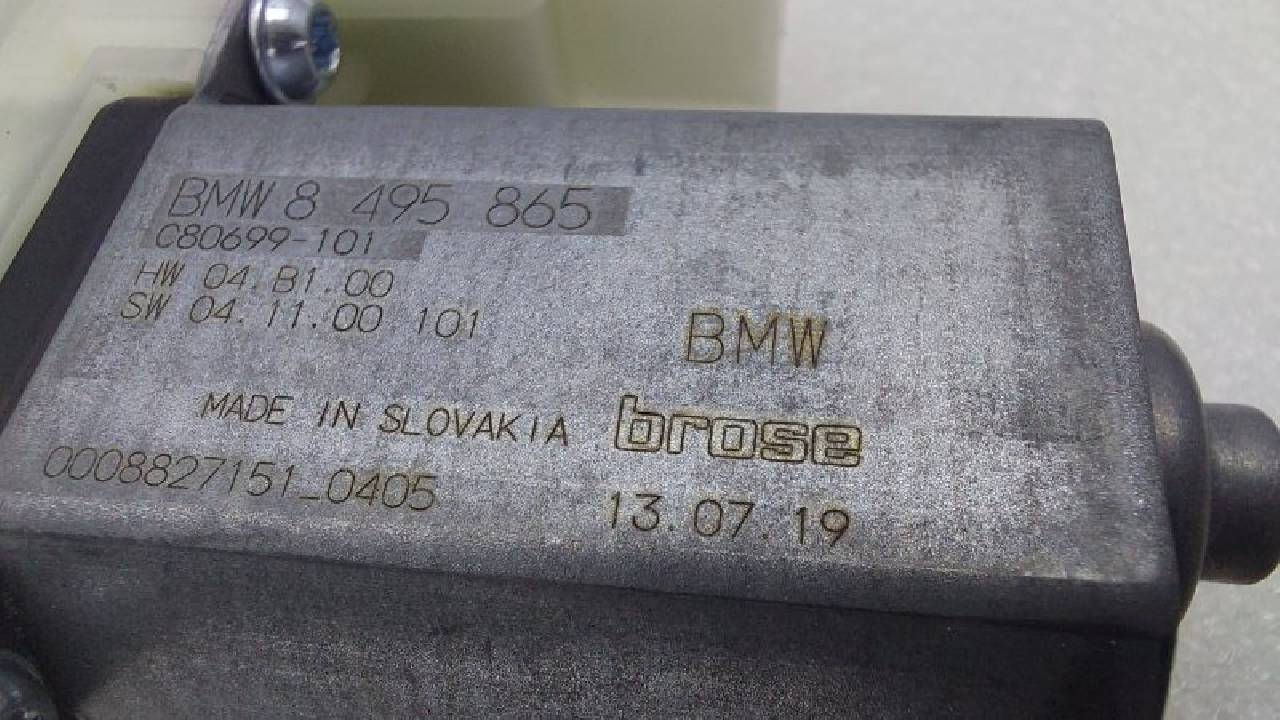 BMW 8 495 865
C80699-101
HW 04.B1.00
SW 04.11.00 101
BMW
MADE IN SLOVAKIA
brose
0008827151_0405
13.07.19